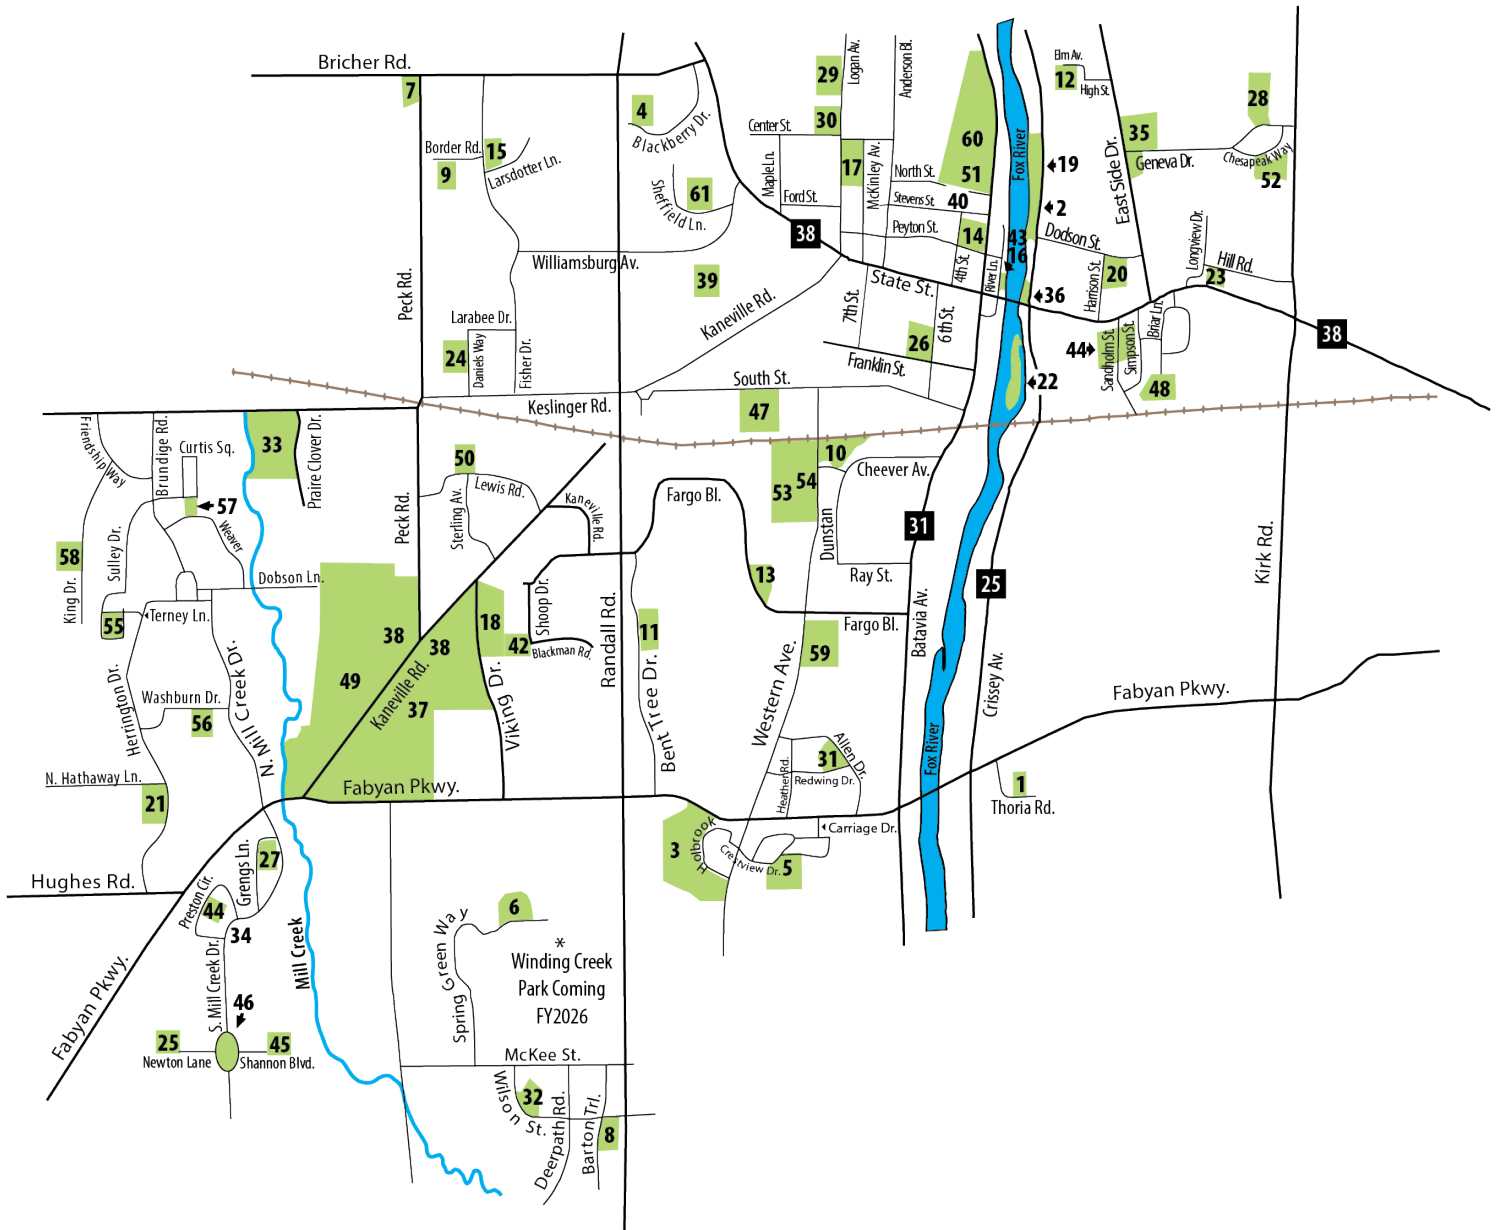 Bricher Rd.
7
4
Blackberry Dr.
29
30
Logan Av.
Anderson Bl.
Center St.
Maple Ln.
17
McKinley Av.
North St.
Ford St.
Stevens St.
40
Peyton St.
60
51
14
4th St.
River Ln.
Fox River
43
16
19
2
36
Elm Av.
12
High St.
35
East Side Dr.
Geneva Dr.
28
Chesapeak Way
52
Dodson St.
Harrison St.
20
Longview Dr.
Hill Rd.
23
Border Rd.
15
9
Larsdotter Ln.
Sheffield Ln.
61
38
Williamsburg Av.
39
Kaneville Rd.
State St.
7th St.
6th St.
26
Franklin St.
Peck Rd.
Larabee Dr.
24
Daniels Way
Fisher Dr.
Keslinger Rd.
South St.
47
22
44
Sandholm St.
Simpson St.
Briar Ln.
48
38
Friendship Way
Brundige Rd.
Curtis Sq.
33
Prairie Clover Dr.
57
Weaver
Sulley Dr.
58
King Dr.
55
Terney Ln.
Dobson Ln.
Peck Rd.
50
Lewis Rd.
Sterling Av.
Kaneville Rd.
Fargo Bl.
53
54
10
Cheever Av.
Dunstan
31
Ray St.
13
Fargo Bl.
25
Kirk Rd.
38
38
49
37
Kaneville Rd.
18
42
Shoop Dr.
Blackman Rd.
Viking Dr.
Randall Rd.
11
Bent Tree Dr.
59
Western Ave.
Batavia Av.
Crissey Av.
Fabyan Pkwy.
Herrington Dr.
Washburn Dr.
56
N. Mill Creek Dr.
N. Hathaway Ln.
21
Fabyan Pkwy.
Heather Rd.
31
Allen Dr.
Redwing Dr.
Fox River
1
Thoria Rd.
Carriage Dr.
3
Holbrook
Crestview Dr.
5
Hughes Rd.
27
Grengs Ln.
Preston Cir.
44
34
S. Mill Creek Dr.
46
25
Newton Lane
45
Shannon Blvd.
Fabyan Pkwy.
Mill Creek
6
Spring Green Way
*
Winding Creek
Park Coming
FY2026
McKee St.
Wilson St.
32
Deerpath Rd.
Barton Trl.
8